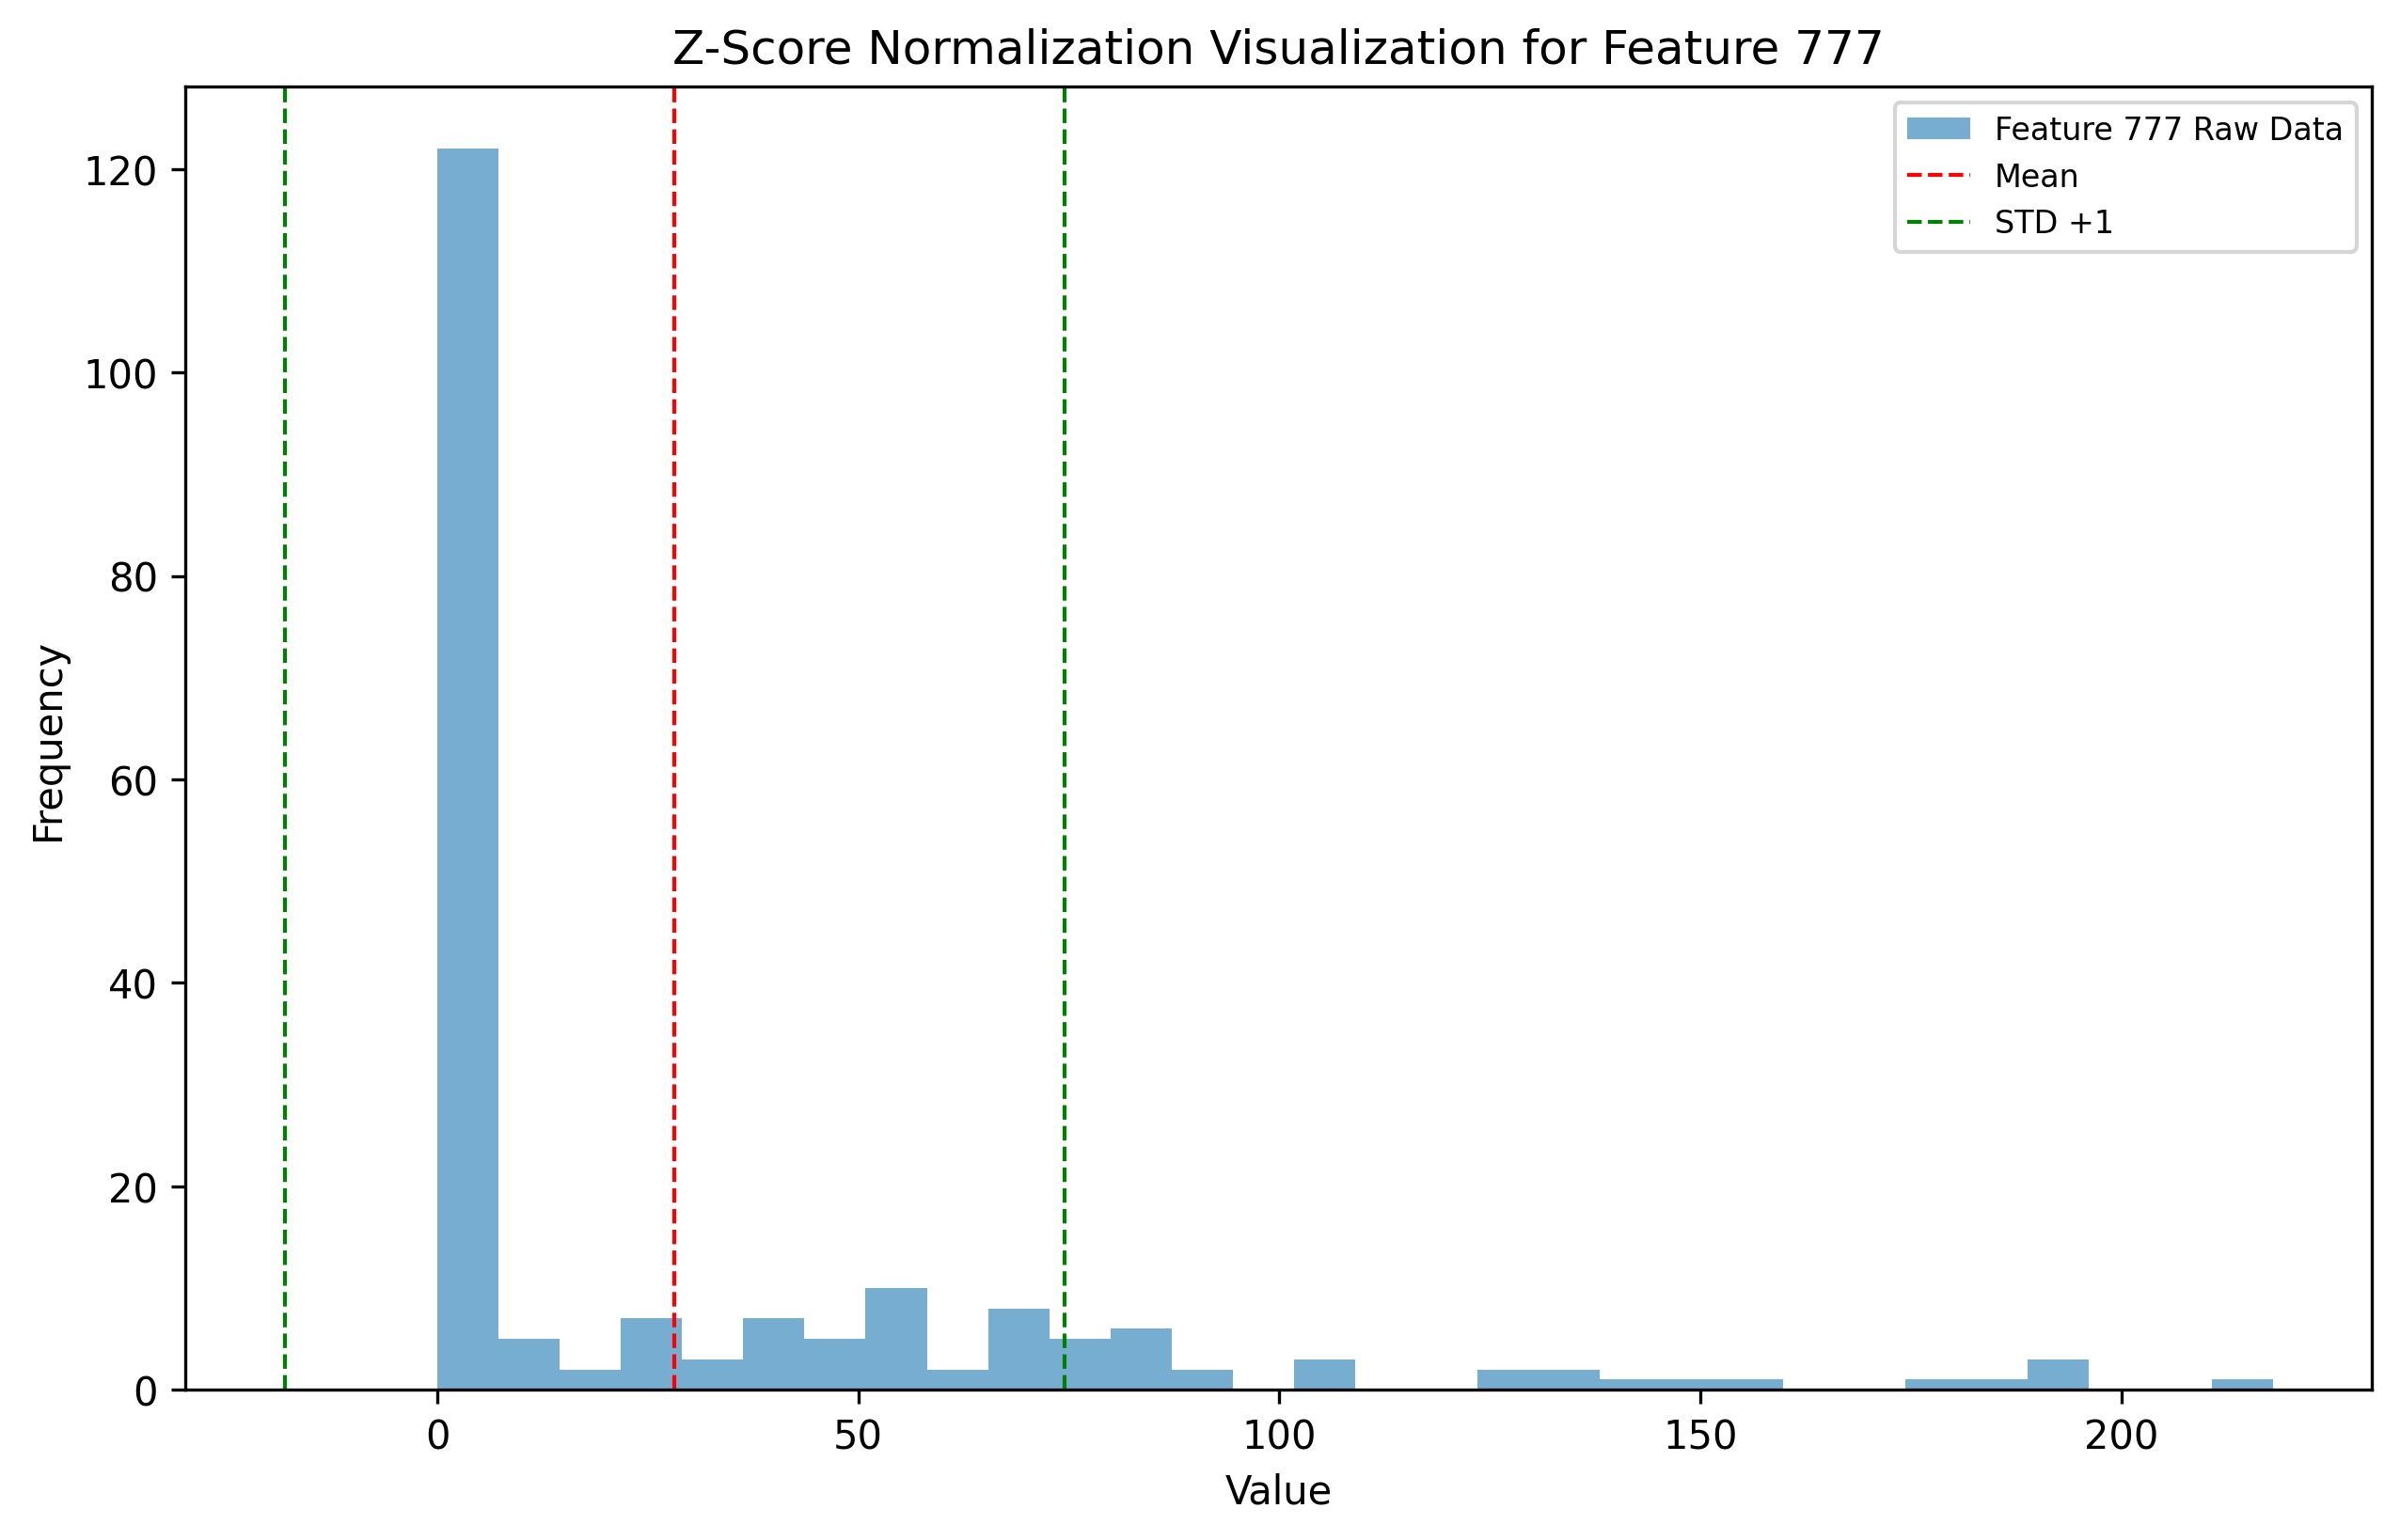 Z-Score Normalization Visualization for Feature 777
Feature 777 Raw Data
Mean
STD +1
120
100
80
60
40
20
0
Frequency
0 50 100 150 200
Value